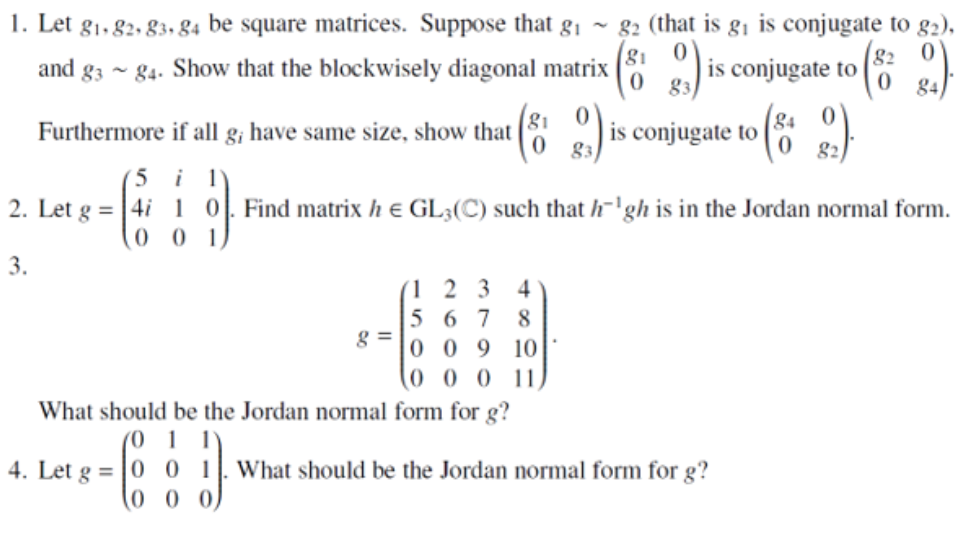 1. Let g₁, g₂, g₃, g₄ be square matrices. Suppose that g₁ ~ g₂ (that is g₁ is conjugate to g₂),
and g₃ ~ g₄. Show that the blockwisely diagonal matrix (g₁ 0 / 0 g₃) is conjugate to (g₂ 0 / 0 g₄).
Furthermore if all gᵢ have same size, show that (g₁ 0 / 0 g₃) is conjugate to (g₄ 0 / 0 g₂).
2. Let g = (5 i 1 / 4i 1 0 / 0 0 1). Find matrix h ∈ GL₃(ℂ) such that h⁻¹gh is in the Jordan normal form.
3.
g = (1 2 3 4 / 5 6 7 8 / 0 0 9 10 / 0 0 0 11).
What should be the Jordan normal form for g?
4. Let g = (0 1 1 / 0 0 1 / 0 0 0). What should be the Jordan normal form for g?